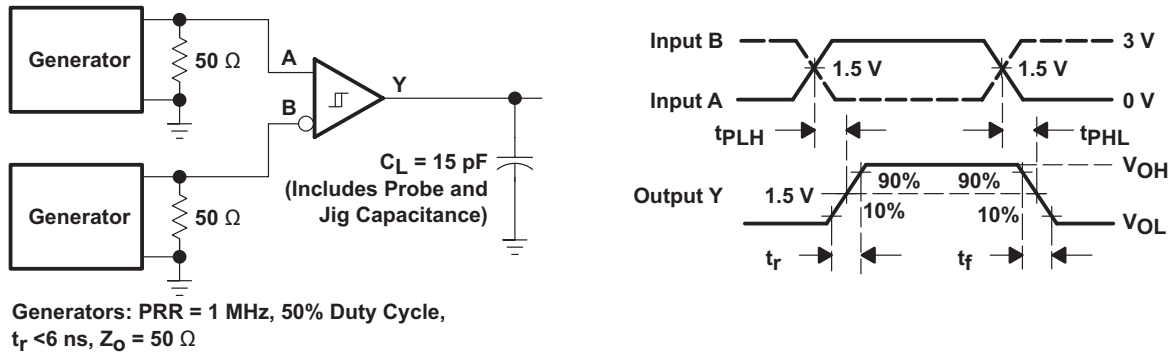 Generator
50 Ω
A
B
Y
Generator
50 Ω
C_L = 15 pF
(Includes Probe and
Jig Capacitance)
Generators: PRR = 1 MHz, 50% Duty Cycle,
t_r <6 ns, Z_o = 50 Ω
Input B
3 V
1.5 V
1.5 V
Input A
0 V
t_PLH
t_PHL
V_OH
90%
90%
Output Y
1.5 V
10%
10%
V_OL
t_r
t_f